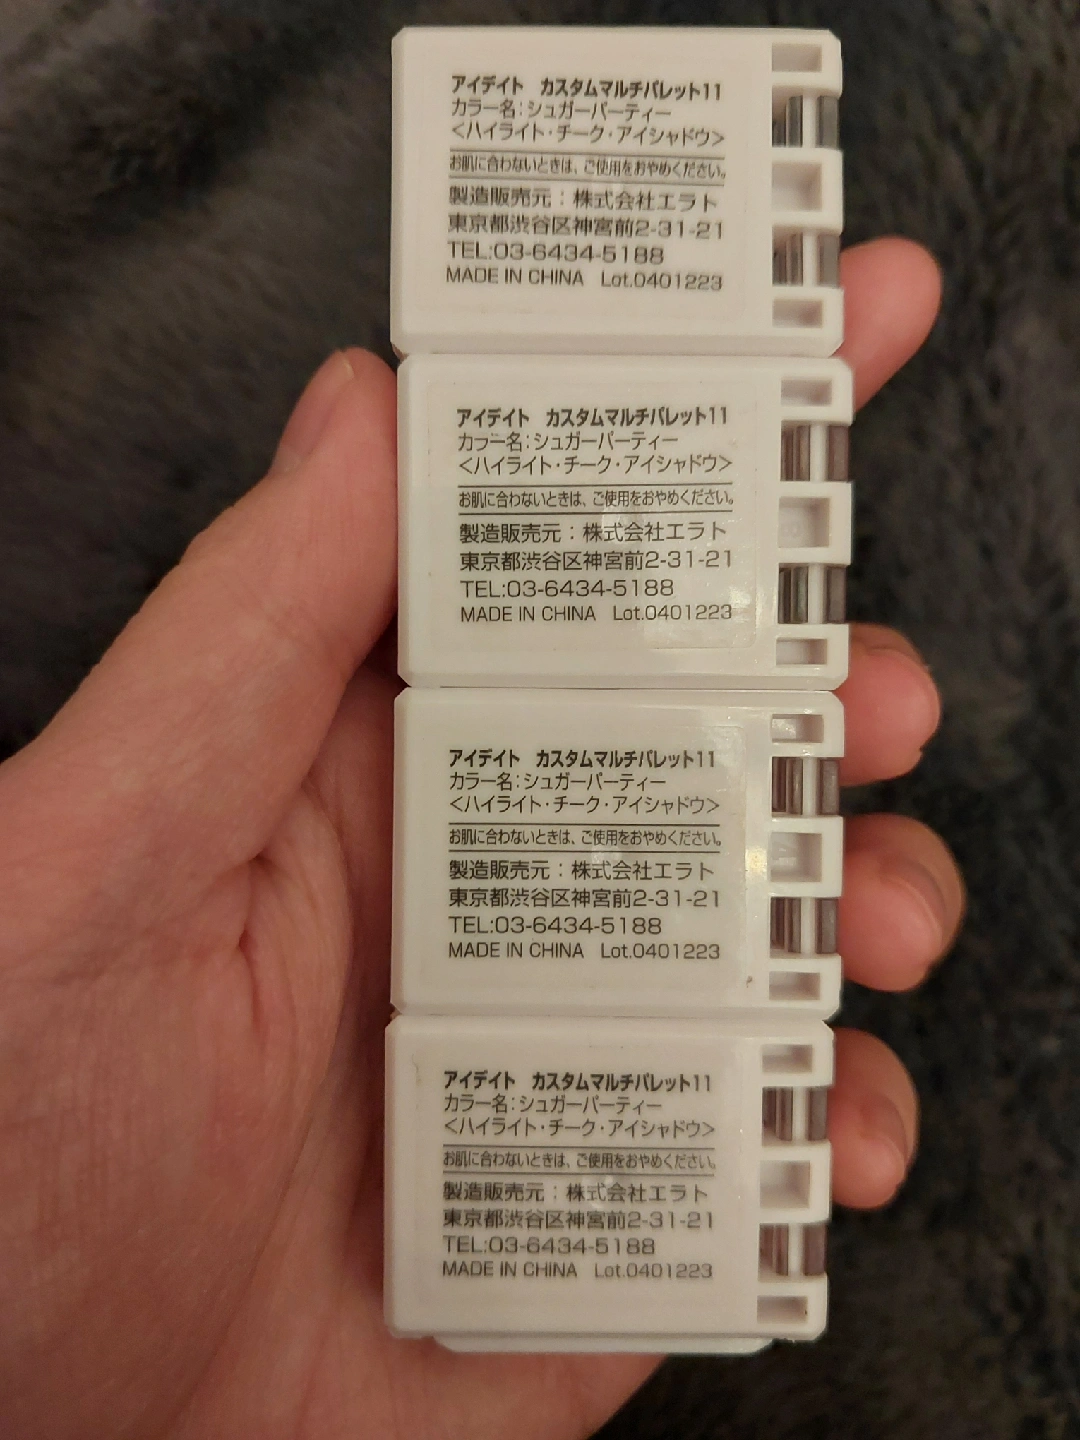 アイデイト カスタムマルチパレット11
カラー名:シュガーパーティー
<ハイライト・チーク・アイシャドウ>
お肌に合わないときは、ご使用をおやめください。
製造販売元:株式会社エラト
東京都渋谷区神宮前2-31-21
TEL:03-6434-5188
MADE IN CHINA Lot.0401223
アイデイト カスタムマルチパレット11
カラー名:シュガーパーティー
<ハイライト・チーク・アイシャドウ>
お肌に合わないときは、ご使用をおやめください。
製造販売元:株式会社エラト
東京都渋谷区神宮前2-31-21
TEL:03-6434-5188
MADE IN CHINA Lot.0401223
アイデイト カスタムマルチパレット11
カラー名:シュガーパーティー
<ハイライト・チーク・アイシャドウ>
お肌に合わないときは、ご使用をおやめください。
製造販売元:株式会社エラト
東京都渋谷区神宮前2-31-21
TEL:03-6434-5188
MADE IN CHINA Lot.0401223
アイデイト カスタムマルチパレット11
カラー名:シュガーパーティー
<ハイライト・チーク・アイシャドウ>
お肌に合わないときは、ご使用をおやめください。
製造販売元:株式会社エラト
東京都渋谷区神宮前2-31-21
TEL:03-6434-5188
MADE IN CHINA Lot.0401223